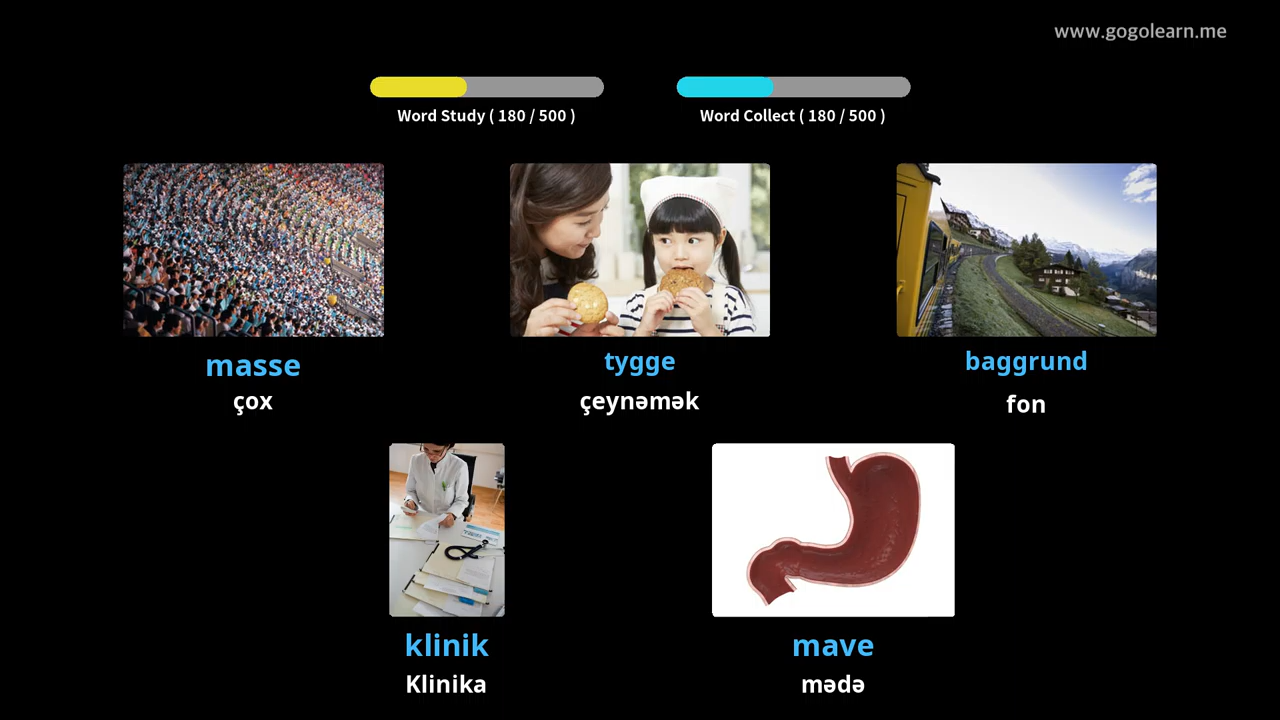 www.gogolearn.me
Word Study ( 180 / 500 )
Word Collect ( 180 / 500 )
masse
çox
tygge
çeynəmək
baggrund
fon
klinik
Klinika
mave
mədə